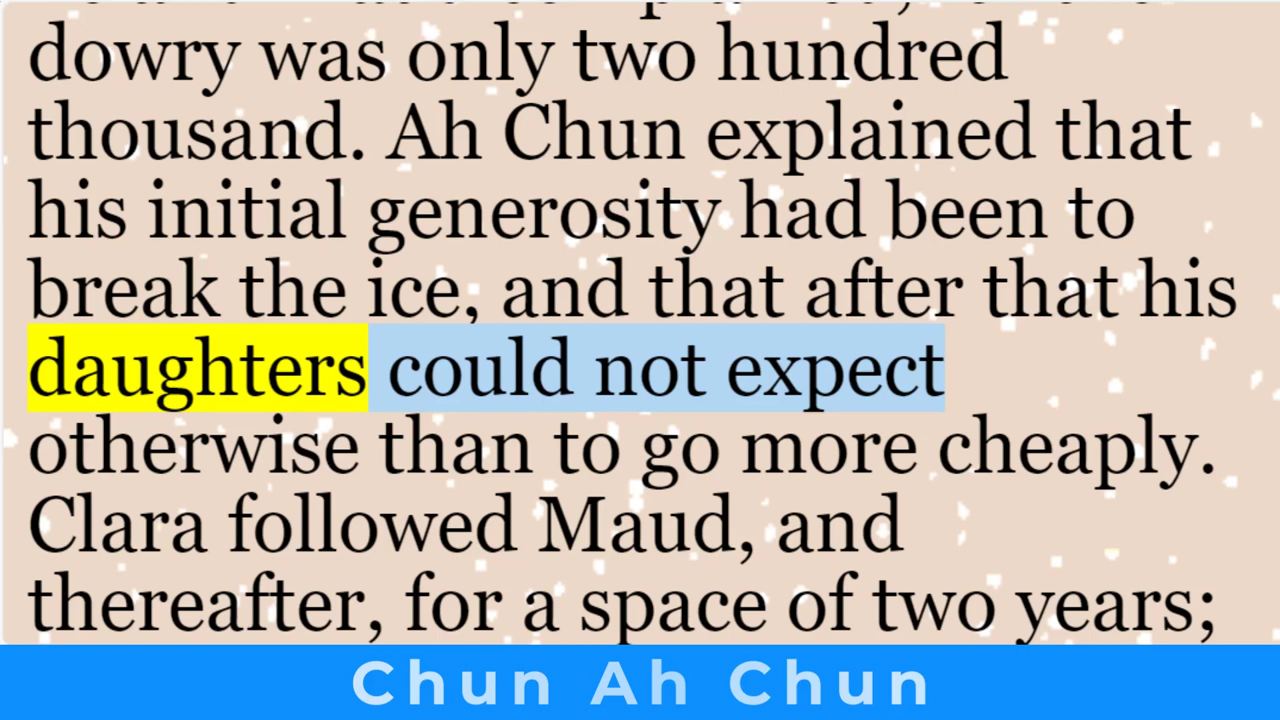 dowry was only two hundred
thousand. Ah Chun explained that
his initial generosity had been to
break the ice, and that after that his
daughters could not expect
otherwise than to go more cheaply.
Clara followed Maud, and
thereafter, for a space of two years;
Chun Ah Chun